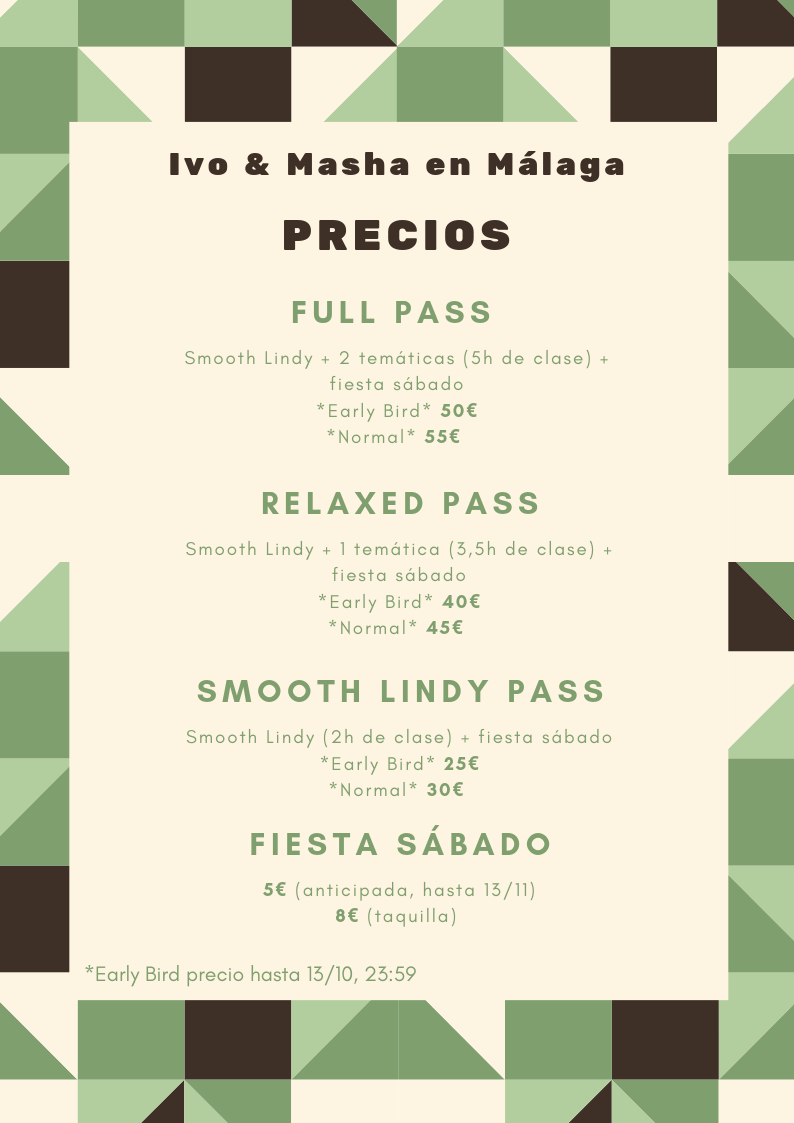 Ivo & Masha en Málaga
PRECIOS
FULL PASS
Smooth Lindy + 2 temáticas (5h de clase) +
fiesta sábado
*Early Bird* 50€
*Normal* 55€
RELAXED PASS
Smooth Lindy + 1 temática (3,5h de clase) +
fiesta sábado
*Early Bird* 40€
*Normal* 45€
SMOOTH LINDY PASS
Smooth Lindy (2h de clase) + fiesta sábado
*Early Bird* 25€
*Normal* 30€
FIESTA SÁBADO
5€ (anticipada, hasta 13/11)
8€ (taquilla)
*Early Bird precio hasta 13/10, 23:59